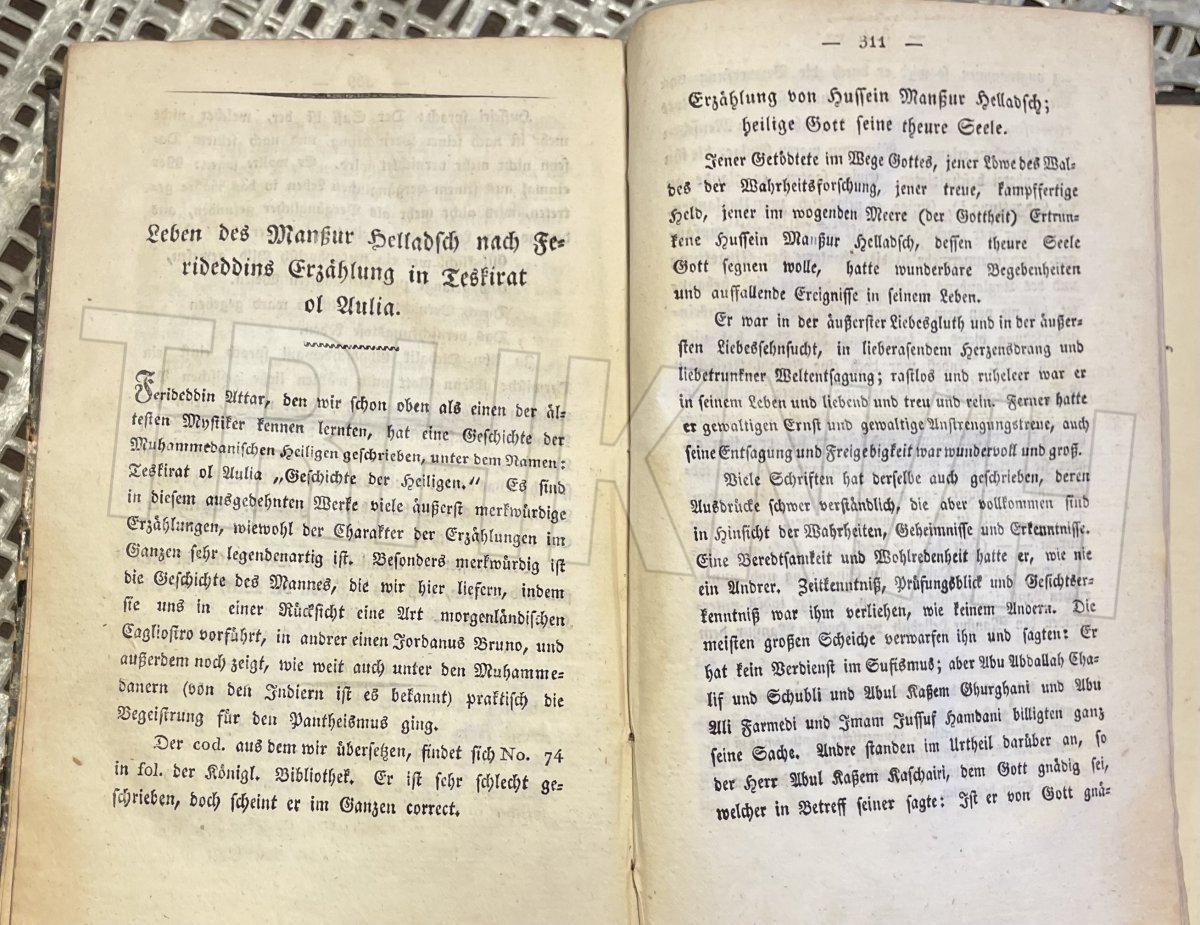 Leben des Manßur Helladsch nach Fe-
rideddins Erzählung in Teskirat
ol Aulia.
Ferideddin Attar, den wir schon oben als einen der äl-
testen Mystiker kennen lernten, hat eine Geschichte der
Muhammedanischen Heiligen geschrieben, unter dem Namen:
Teskirat ol Aulia „Geschichte der Heiligen.“ Es sind
in diesem ausgedehnten Werke viele äußerst merkwürdige
Erzählungen, wiewohl der Charakter der Erzählungen im
Ganzen sehr legendenartig ist. Besonders merkwürdig ist
die Geschichte des Mannes, die wir hier liefern, indem
sie uns in einer Rücksicht eine Art morgenländischen
Cagliostro vorführt, in andrer einen Jordanus Bruno, und
außerdem noch zeigt, wie weit auch unter den Muhamme-
danern (von den Indiern ist es bekannt) praktisch die
Begeistrung für den Pantheismus ging.
Der cod. aus dem wir übersetzen, findet sich No. 74
in fol. der Königl. Bibliothek. Er ist sehr schlecht ge-
schrieben, doch scheint er im Ganzen correct.
— 311 —
Erzählung von Hussein Manßur Helladsch;
heilige Gott seine theure Seele.
Jener Getödtete im Wege Gottes, jener Löwe des Wal-
des der Wahrheitsforschung, jener treue, kampffertige
Held, jener im wogenden Meere (der Gottheit) Ertrun-
kene Hussein Manßur Helladsch, dessen theure Seele
Gott segnen wolle, hatte wunderbare Begebenheiten
und auffallende Ereignisse in seinem Leben.
Er war in der äußerster Liebesgluth und in der äußer-
sten Liebessehnsucht, in lieberasendem Herzensdrang und
liebetrunkner Weltentsagung; rastlos und ruheleer war er
in seinem Leben und liebend und treu und rein. Ferner hatte
er gewaltigen Ernst und gewaltige Anstrengungstreue, auch
seine Entsagung und Freigebigkeit war wundervoll und groß.
Viele Schriften hat derselbe auch geschrieben, deren
Ausdrücke schwer verständlich, die aber vollkommen sind
in Hinsicht der Wahrheiten, Geheimnisse und Erkenntnisse.
Eine Beredtsamkeit und Wohlredenheit hatte er, wie nie
ein Andrer. Zeitkenntniß, Prüfungsblick und Gesichtser-
kenntniß war ihm verliehen, wie keinem Andern. Die
meisten großen Scheiche verwarfen ihn und sagten: Er
hat kein Verdienst im Sufismus; aber Abu Abdallah Cha-
lif und Schubli und Abul Kaßem Ghurghani und Abu
Ali Farmedi und Imam Jussuf Hamdani billigten ganz
seine Sache. Andre standen im Urtheil darüber an, so
der Herr Abul Kaßem Kaschairi, dem Gott gnädig sei,
welcher in Betreff seiner sagte: Ist er von Gott gnä-